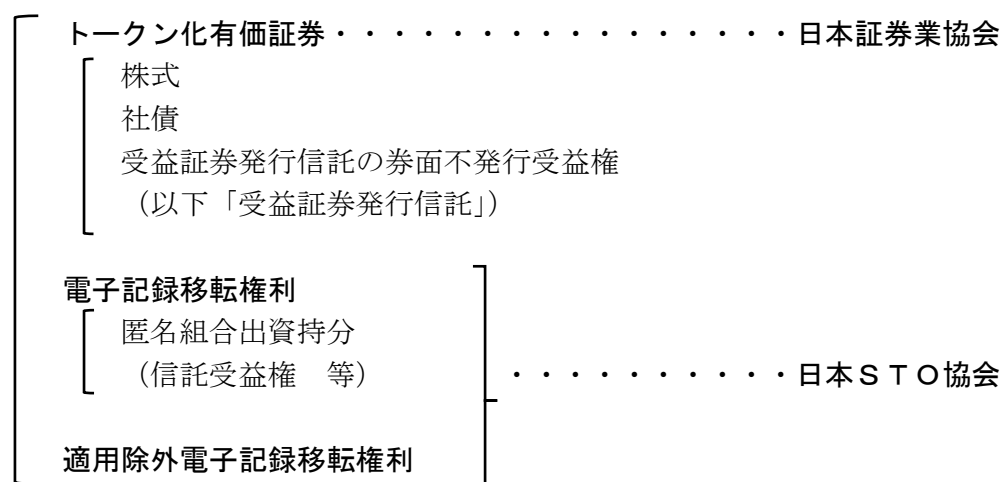 トークン化有価証券・・・・・・・・・・・・・・・・日本証券業協会
株式
社債
受益証券発行信託の券面不発行受益権
（以下「受益証券発行信託」）
電子記録移転権利
匿名組合出資持分
（信託受益権　等）
・・・・・・・・・・日本ＳＴＯ協会
適用除外電子記録移転権利